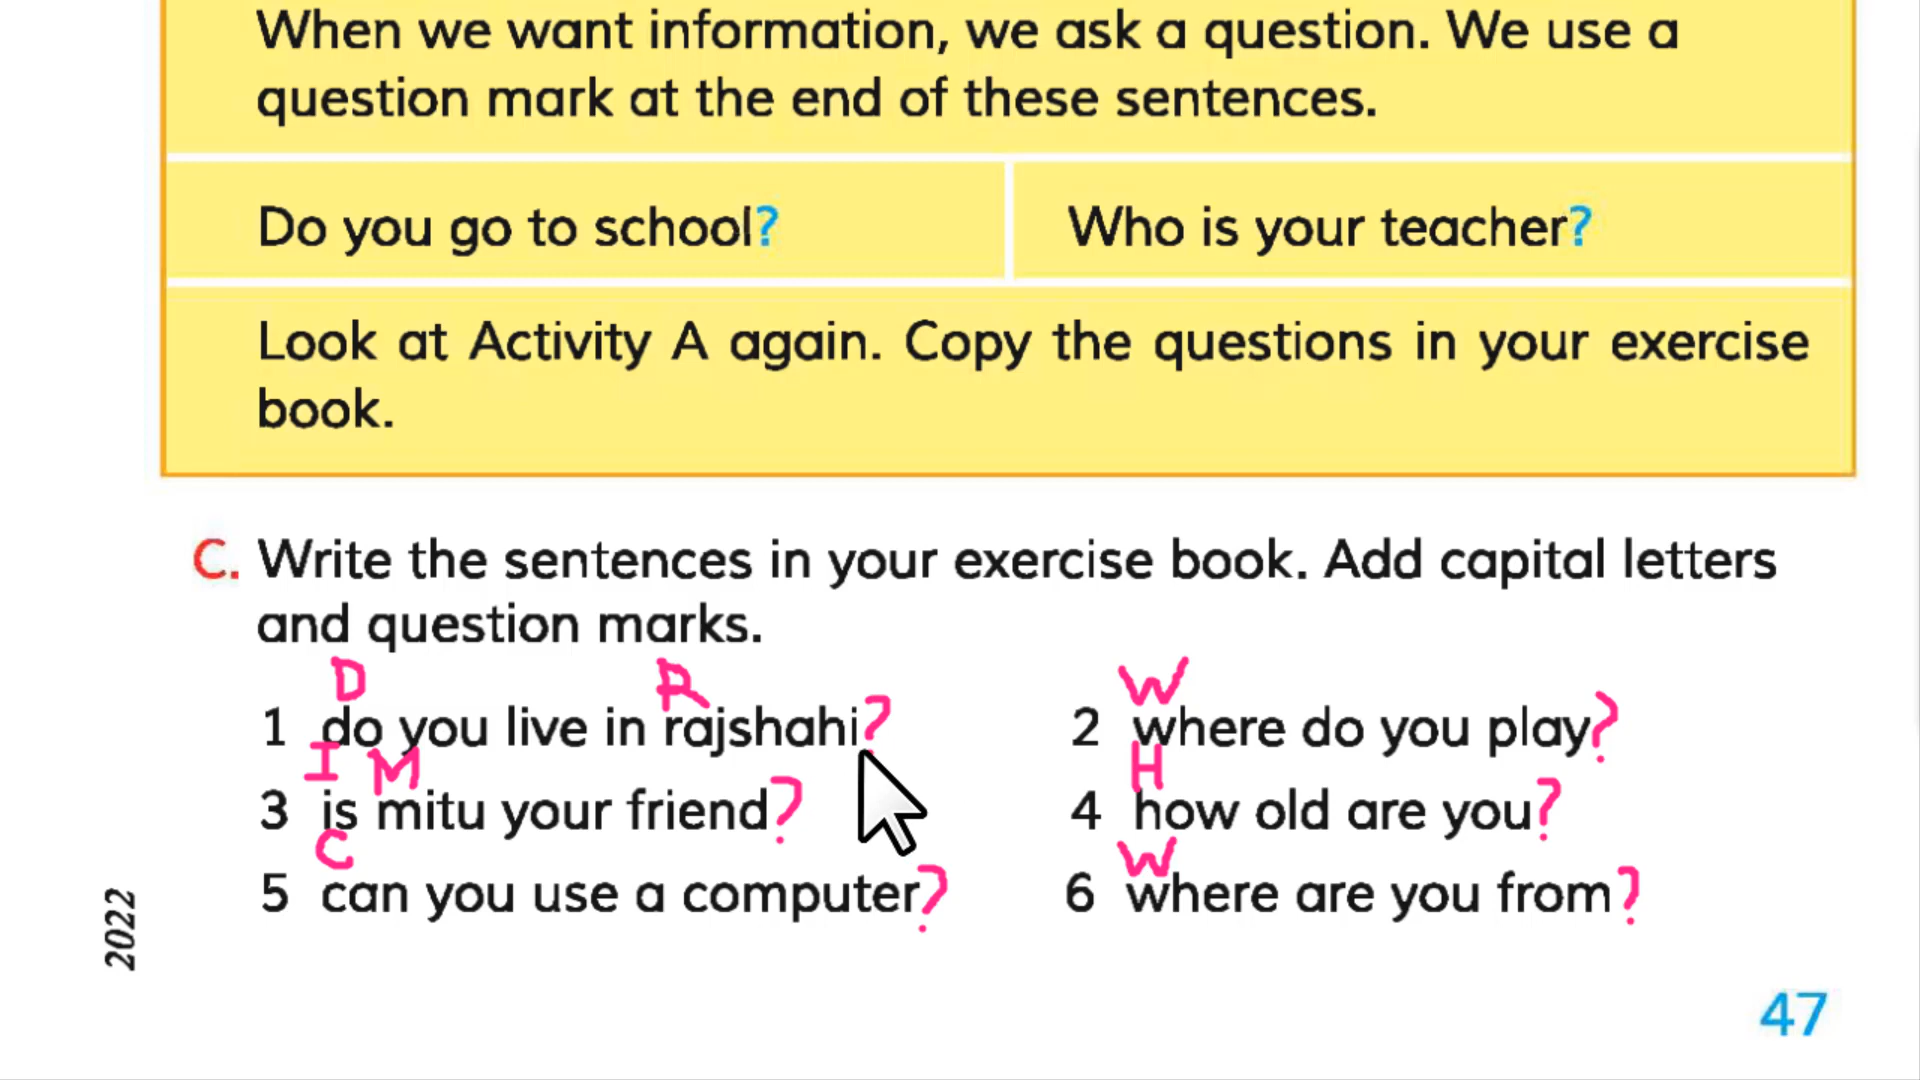 When we want information, we ask a question. We use a
question mark at the end of these sentences.
Do you go to school?
Who is your teacher?
Look at Activity A again. Copy the questions in your exercise
book.
C. Write the sentences in your exercise book. Add capital letters
and question marks.
D R W
1 do you live in rajshahi? 2 where do you play?
I M H
3 is mitu your friend? 4 how old are you?
C W
5 can you use a computer? 6 where are you from?
2022
47